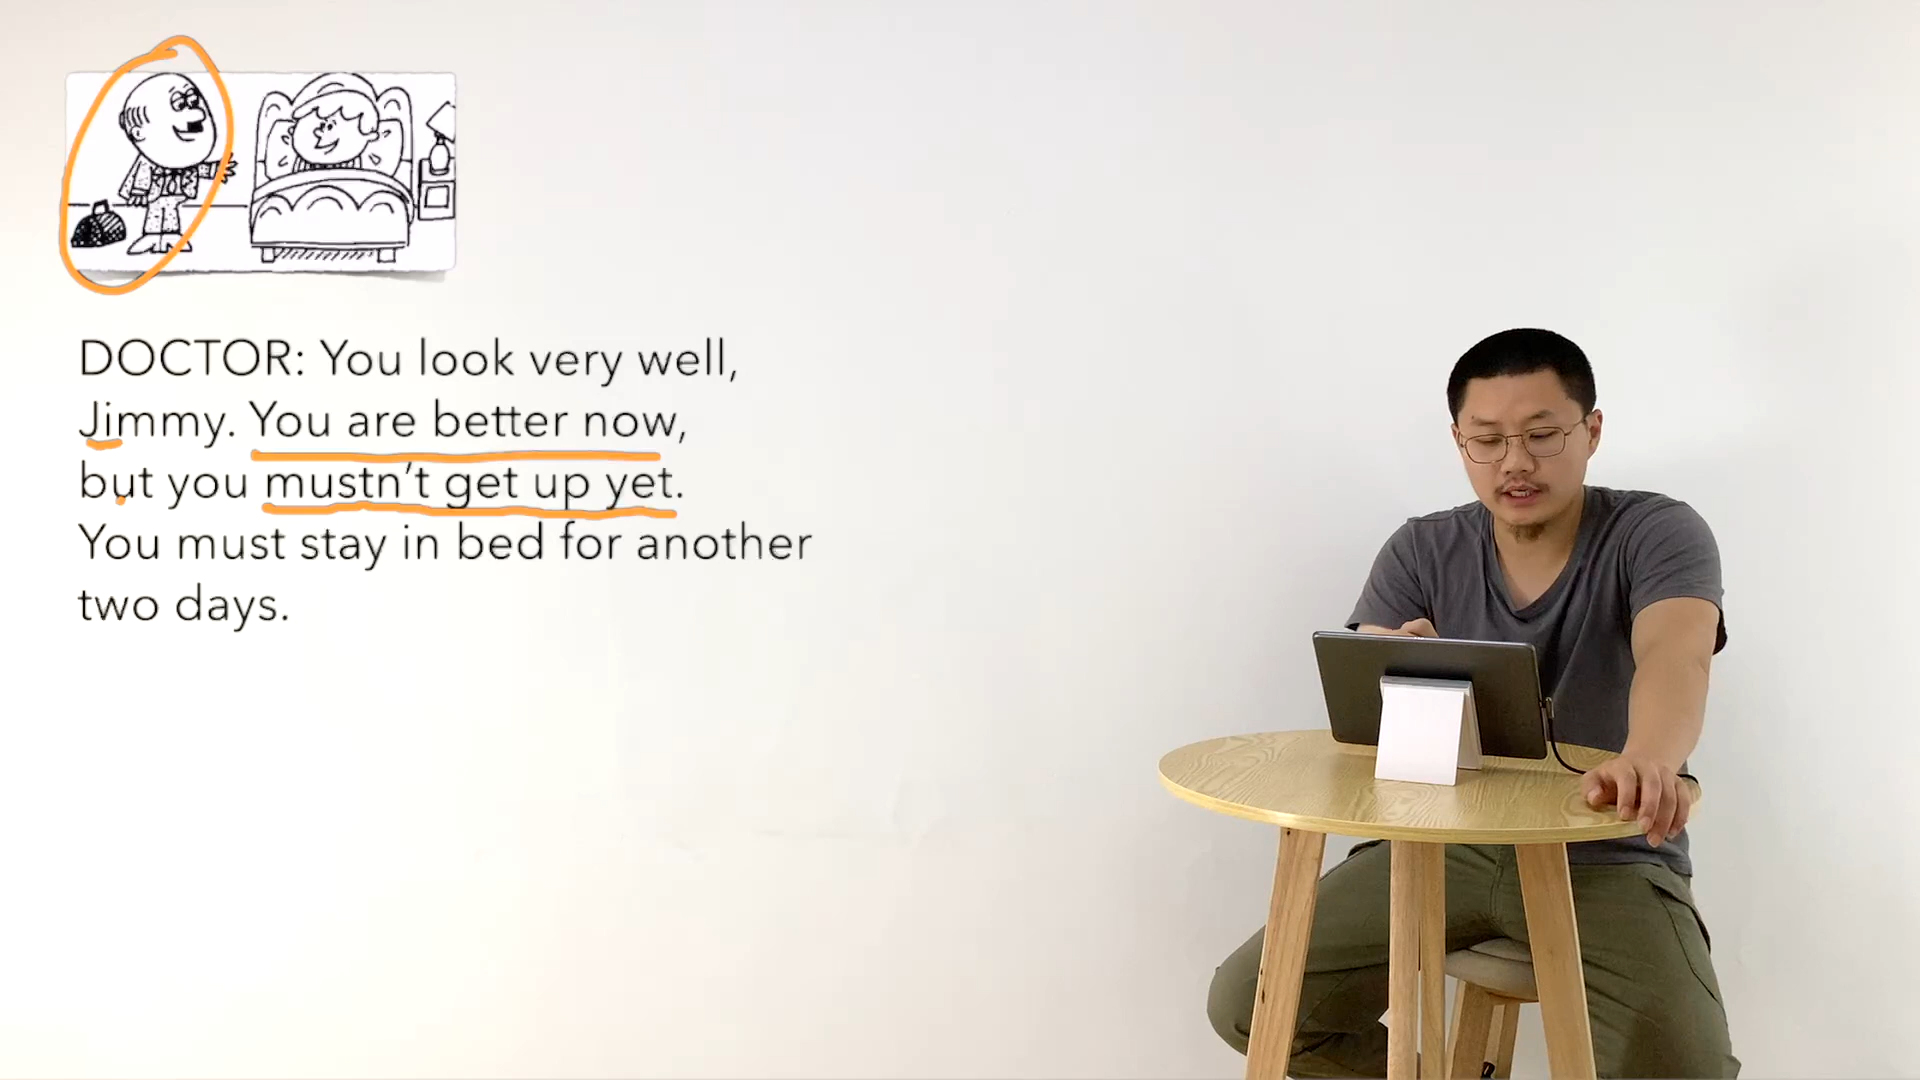 DOCTOR: You look very well,
Jimmy. You are better now,
but you mustn’t get up yet.
You must stay in bed for another
two days.